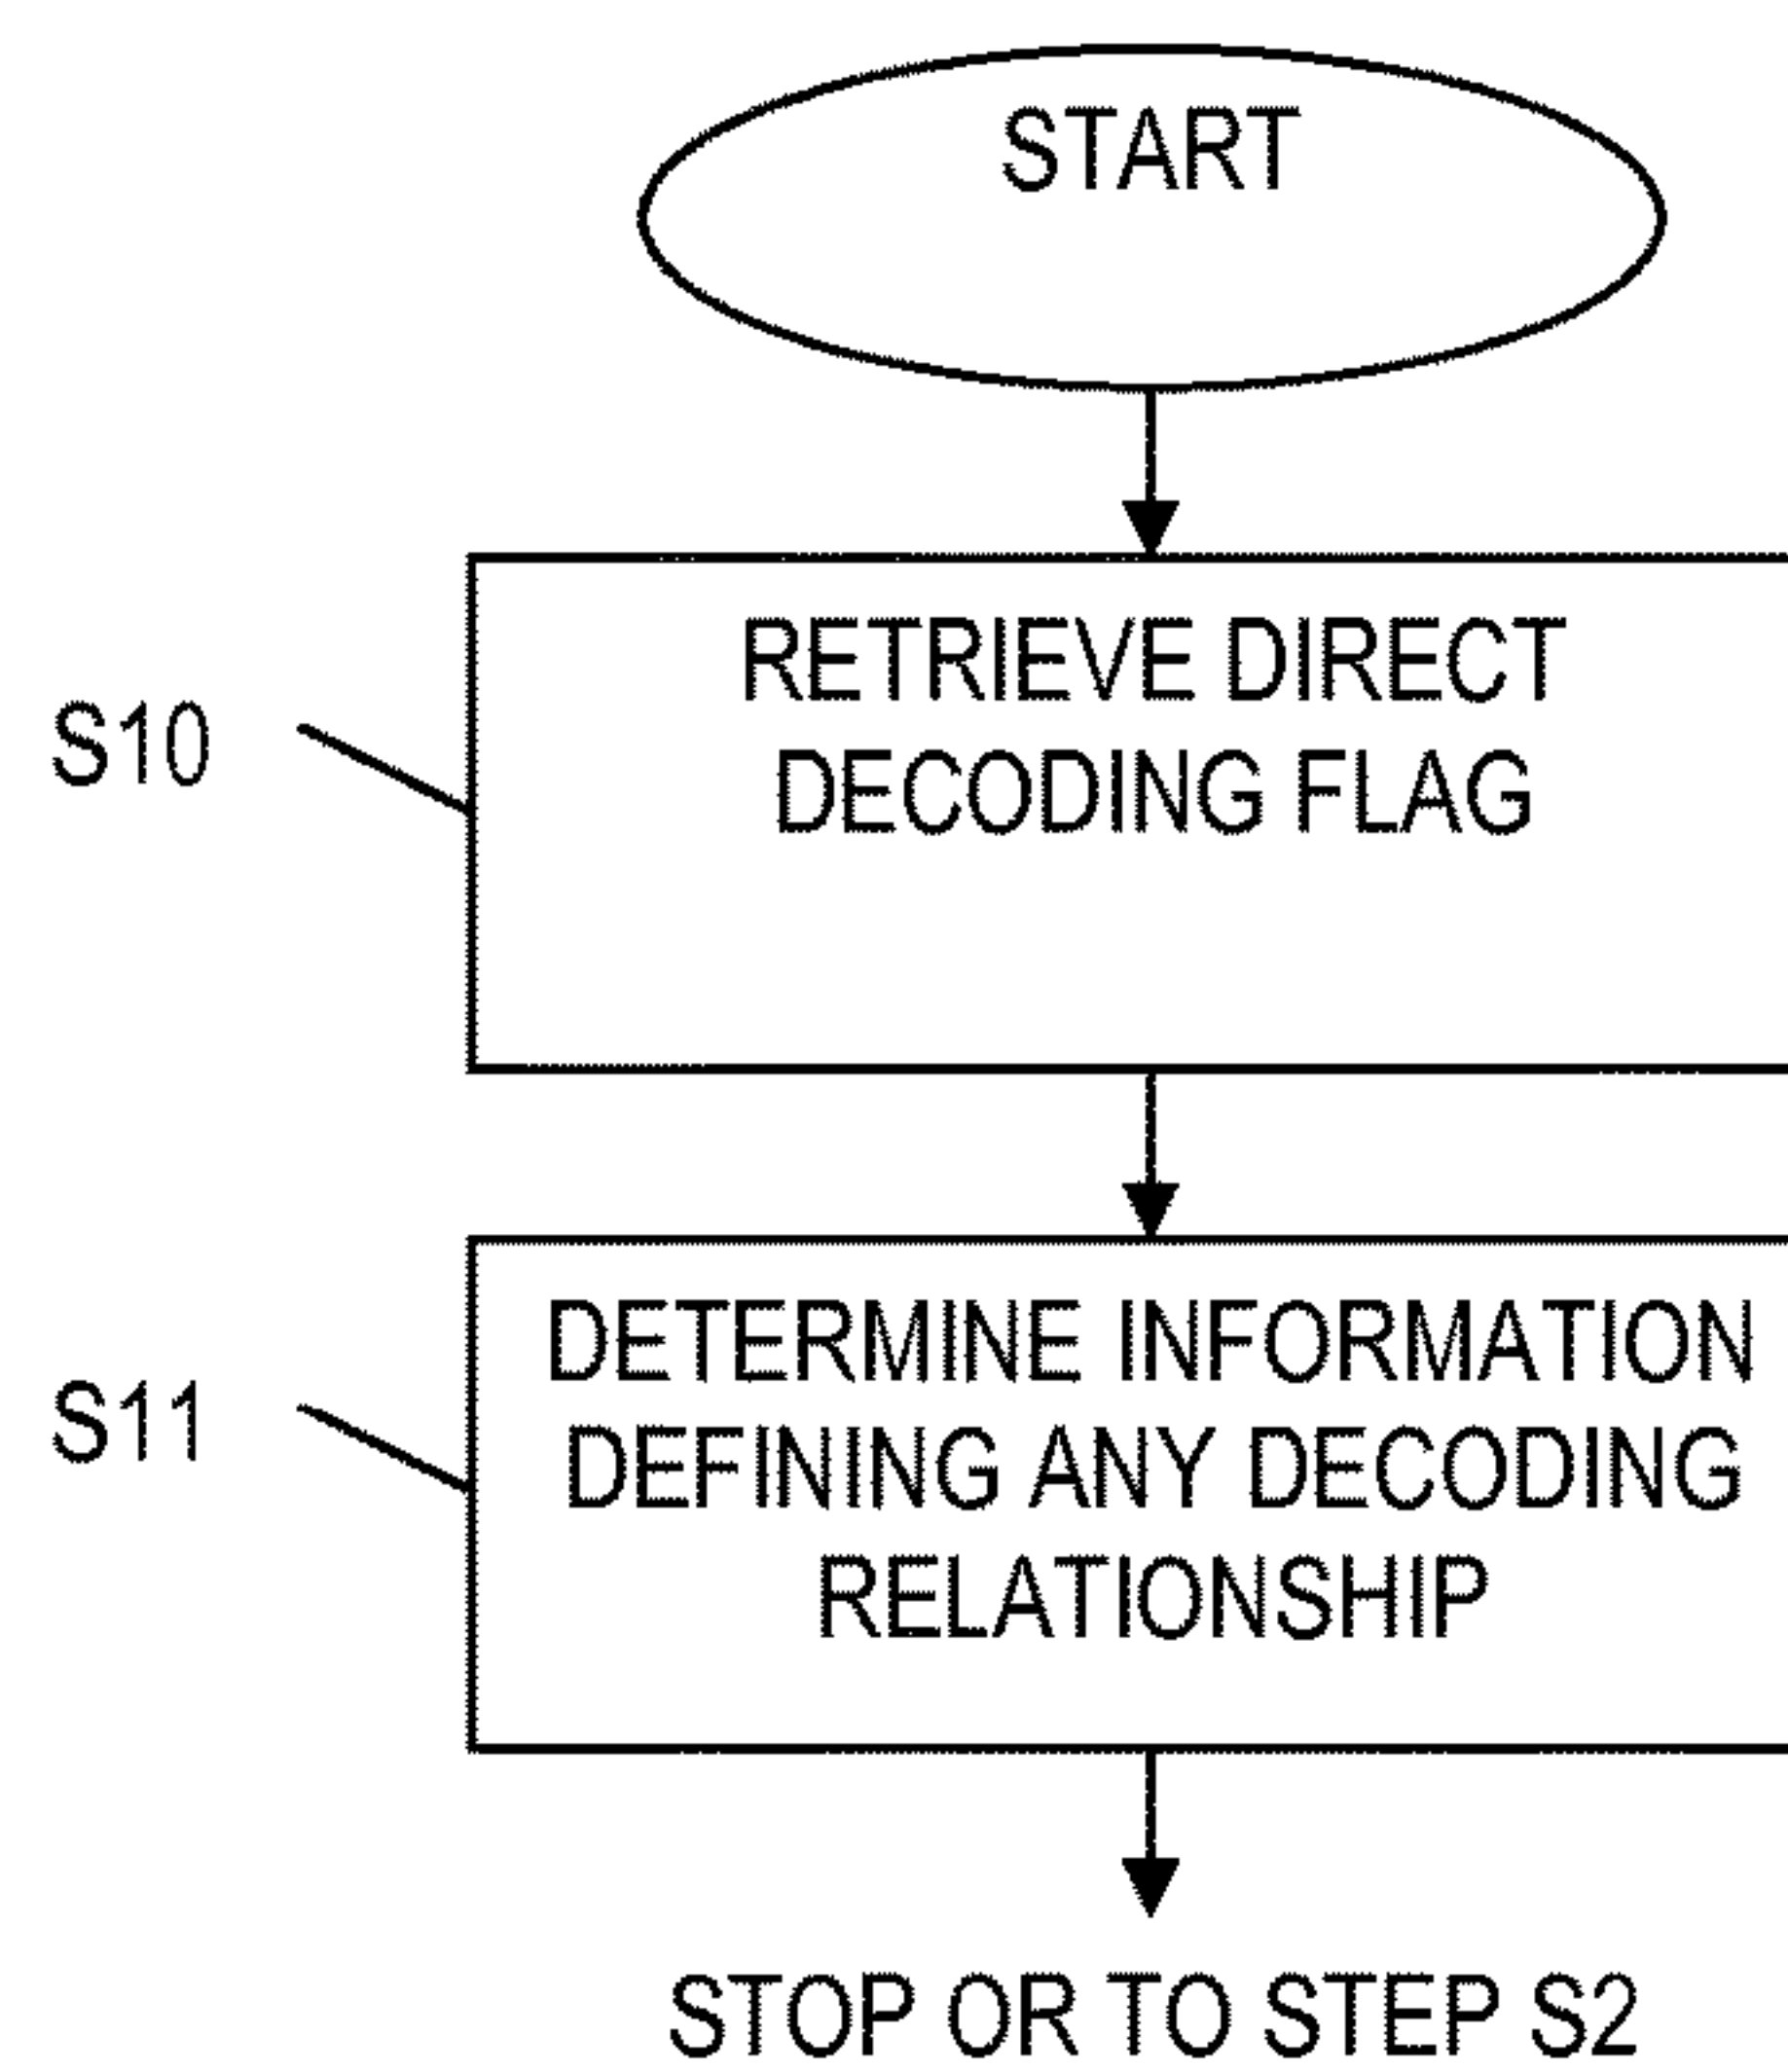 START
S10
RETRIEVE DIRECT
DECODING FLAG
S11
DETERMINE INFORMATION
DEFINING ANY DECODING
RELATIONSHIP
STOP OR TO STEP S2